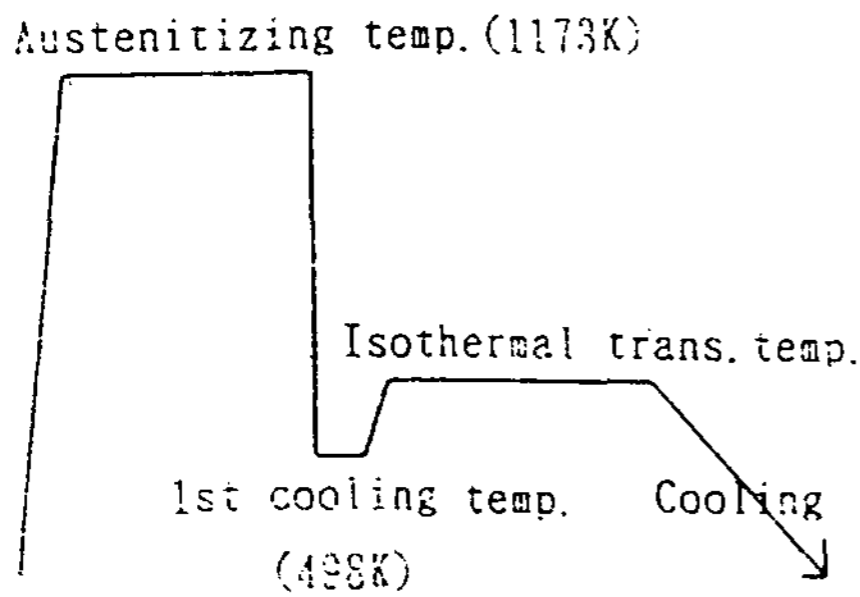 Austenitizing temp. (1173K)
Isothermal trans. temp.
1st cooling temp.
Cooling
(498K)